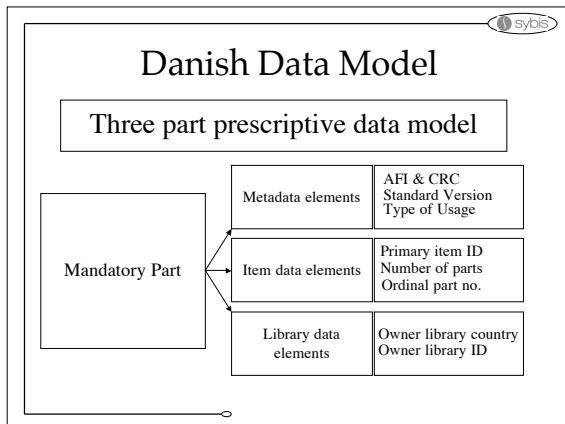 sybis
Danish Data Model
Three part prescriptive data model
Mandatory Part
Metadata elements
AFI & CRC
Standard Version
Type of Usage
Item data elements
Primary item ID
Number of parts
Ordinal part no.
Library data
elements
Owner library country
Owner library ID